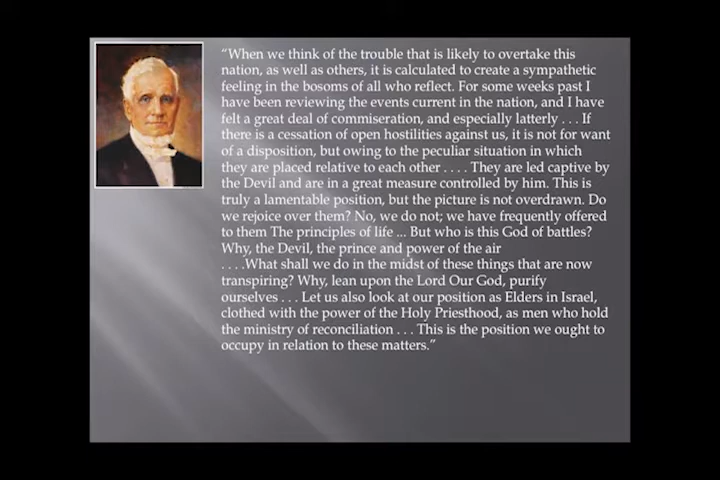 “When we think of the trouble that is likely to overtake this
nation, as well as others, it is calculated to create a sympathetic
feeling in the bosoms of all who reflect. For some weeks past I
have been reviewing the events current in the nation, and I have
felt a great deal of commiseration, and especially latterly . . . If
there is a cessation of open hostilities against us, it is not for want
of a disposition, but owing to the peculiar situation in which
they are placed relative to each other . . . . They are led captive by
the Devil and are in a great measure controlled by him. This is
truly a lamentable position, but the picture is not overdrawn. Do
we rejoice over them? No, we do not; we have frequently offered
to them The principles of life ... But who is this God of battles?
Why, the Devil, the prince and power of the air
. . . .What shall we do in the midst of these things that are now
transpiring? Why, lean upon the Lord Our God, purify
ourselves . . . Let us also look at our position as Elders in Israel,
clothed with the power of the Holy Priesthood, as men who hold
the ministry of reconciliation . . . This is the position we ought to
occupy in relation to these matters.”